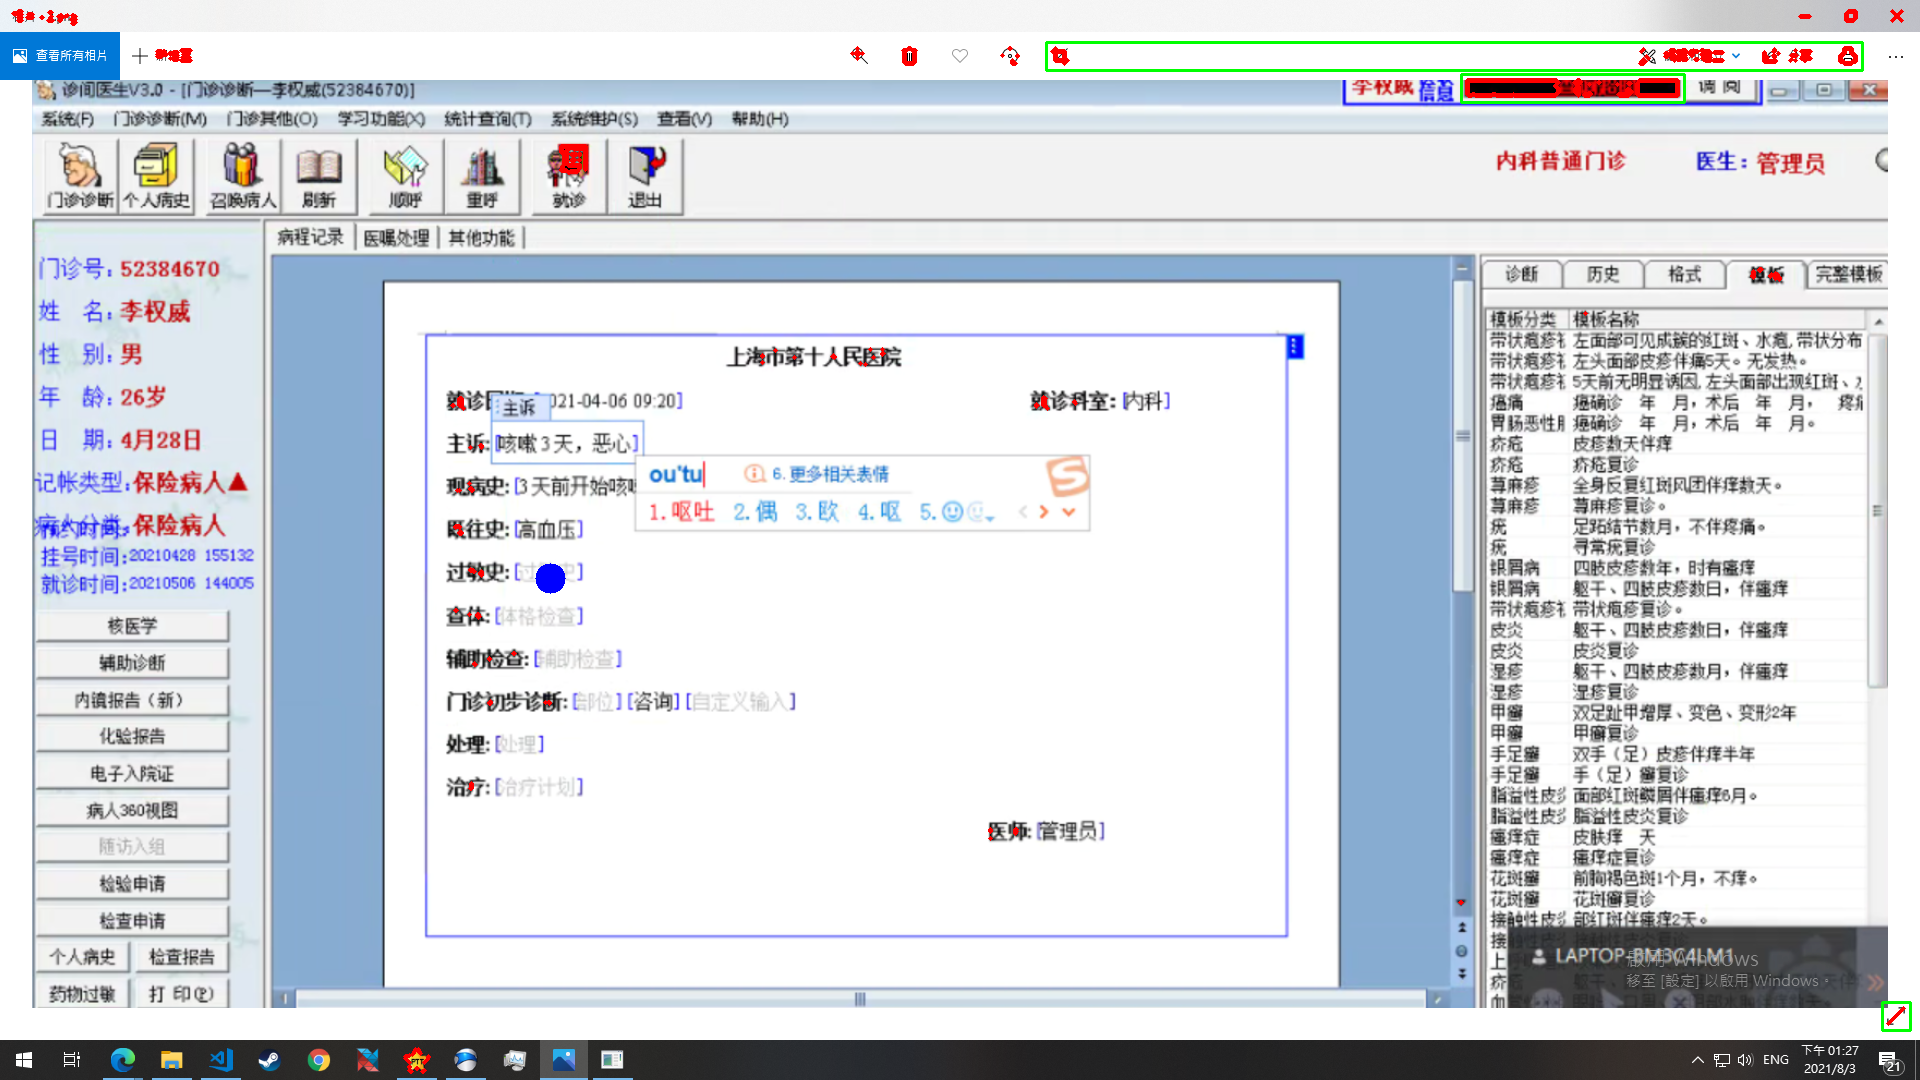 查看所有相片
诊间医生V3.0 - [门诊诊断—李权威(52384670)]
李权威
信息
请 阅
系统(F) 门诊诊断(M) 门诊其他(O) 学习功能(X) 统计查询(T) 系统维护(S) 查看(V) 帮助(H)
门诊诊断 个人病史 召唤病人 刷新 顺呼 重呼 就诊 退出
内科普通门诊 医生：管理员
病程记录 医嘱处理 其他功能
门诊号：52384670
姓 名：李权威
性 别：男
年 龄：26岁
日 期：4月28日
记帐类型：保险病人▲
保险病人
挂号时间：20210428 155132
就诊时间：20210506 144005
核医学
辅助诊断
内镜报告（新）
化验报告
电子入院证
病人360视图
随访入组
检验申请
检查申请
个人病史 检查报告
药物过敏 打 印(P)
上海市第十人民医院
021-04-06 09:20] 就诊科室: [内科]
主诉
主诉: [咳嗽 3 天，恶心]
ou'tu 6. 更多相关表情
1. 呕吐 2. 偶 3. 欧 4. 呕 5.
现病史: [3 天前开始咳
既往史: [高血压]
过敏史: [
查体: [体格检查]
辅助检查: [辅助检查]
门诊初步诊断: [部位] [咨询] [自定义输入]
处理: [处理]
治疗: [治疗计划]
医师: [管理员]
诊断 历史 格式 模板 完整模板
模板分类 模板名称
带状疱疹 左面部可见成簇的红斑、水疱,带状分布
带状疱疹 左头面部皮疹伴痛5天。无发热。
带状疱疹 5天前无明显诱因,左头面部出现红斑、
癌痛 癌确诊 年 月，术后 年 月，
胃肠恶性 癌确诊 年 月，术后 年 月。
疥疮 皮疹数天伴痒
疥疮 疥疮复诊
荨麻疹 全身反复红斑风团伴痒数天。
荨麻疹 荨麻疹复诊。
疣 足跖结节数月，不伴疼痛。
疣 寻常疣复诊
银屑病 四肢皮疹数年，时有瘙痒
银屑病 躯干、四肢皮疹数日，伴瘙痒
带状疱疹 带状疱疹复诊。
皮炎 躯干、四肢皮疹数日，伴瘙痒
皮炎 皮炎复诊
湿疹 躯干、四肢皮疹数月，伴瘙痒
湿疹 湿疹复诊
甲癣 双足趾甲增厚、变色、变形2年
甲癣 甲癣复诊
手足癣 双手（足）皮疹伴痒半年
手足癣 手（足）癣复诊
脂溢性皮 面部红斑鳞屑伴瘙痒6月。
脂溢性皮 脂溢性皮炎复诊
瘙痒症 皮肤痒 天
瘙痒症 瘙痒症复诊
花斑癣 前胸褐色斑1个月，不痒。
花斑癣 花斑癣复诊
接触性皮 部红斑伴瘙痒2天。
LAPTOP-BM3C4LM1
啟用 Windows
移至 [設定] 以啟用 Windows。
ENG
下午 01:27
2021/8/3
21